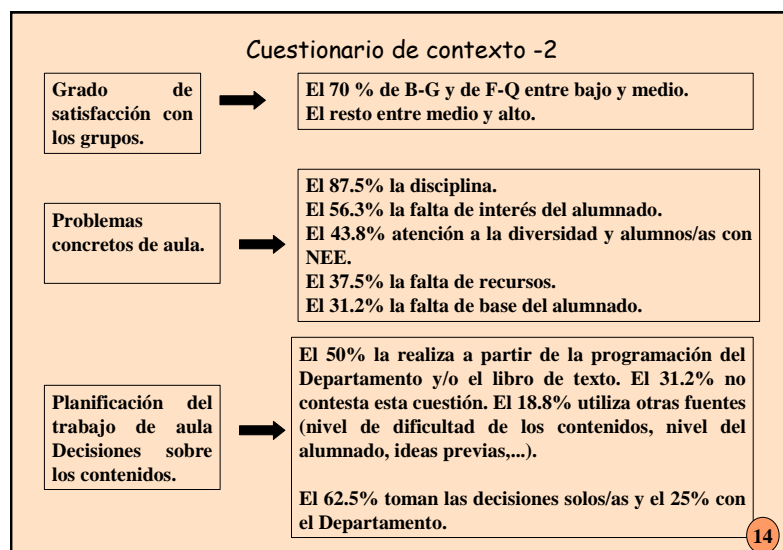 Cuestionario de contexto -2
Grado de
satisfacción con
los grupos.
El 70 % de B-G y de F-Q entre bajo y medio.
El resto entre medio y alto.
Problemas
concretos de aula.
El 87.5% la disciplina.
El 56.3% la falta de interés del alumnado.
El 43.8% atención a la diversidad y alumnos/as con
NEE.
El 37.5% la falta de recursos.
El 31.2% la falta de base del alumnado.
Planificación del
trabajo de aula
Decisiones sobre
los contenidos.
El 50% la realiza a partir de la programación del
Departamento y/o el libro de texto. El 31.2% no
contesta esta cuestión. El 18.8% utiliza otras fuentes
(nivel de dificultad de los contenidos, nivel del
alumnado, ideas previas,...).
El 62.5% toman las decisiones solos/as y el 25% con
el Departamento.
14